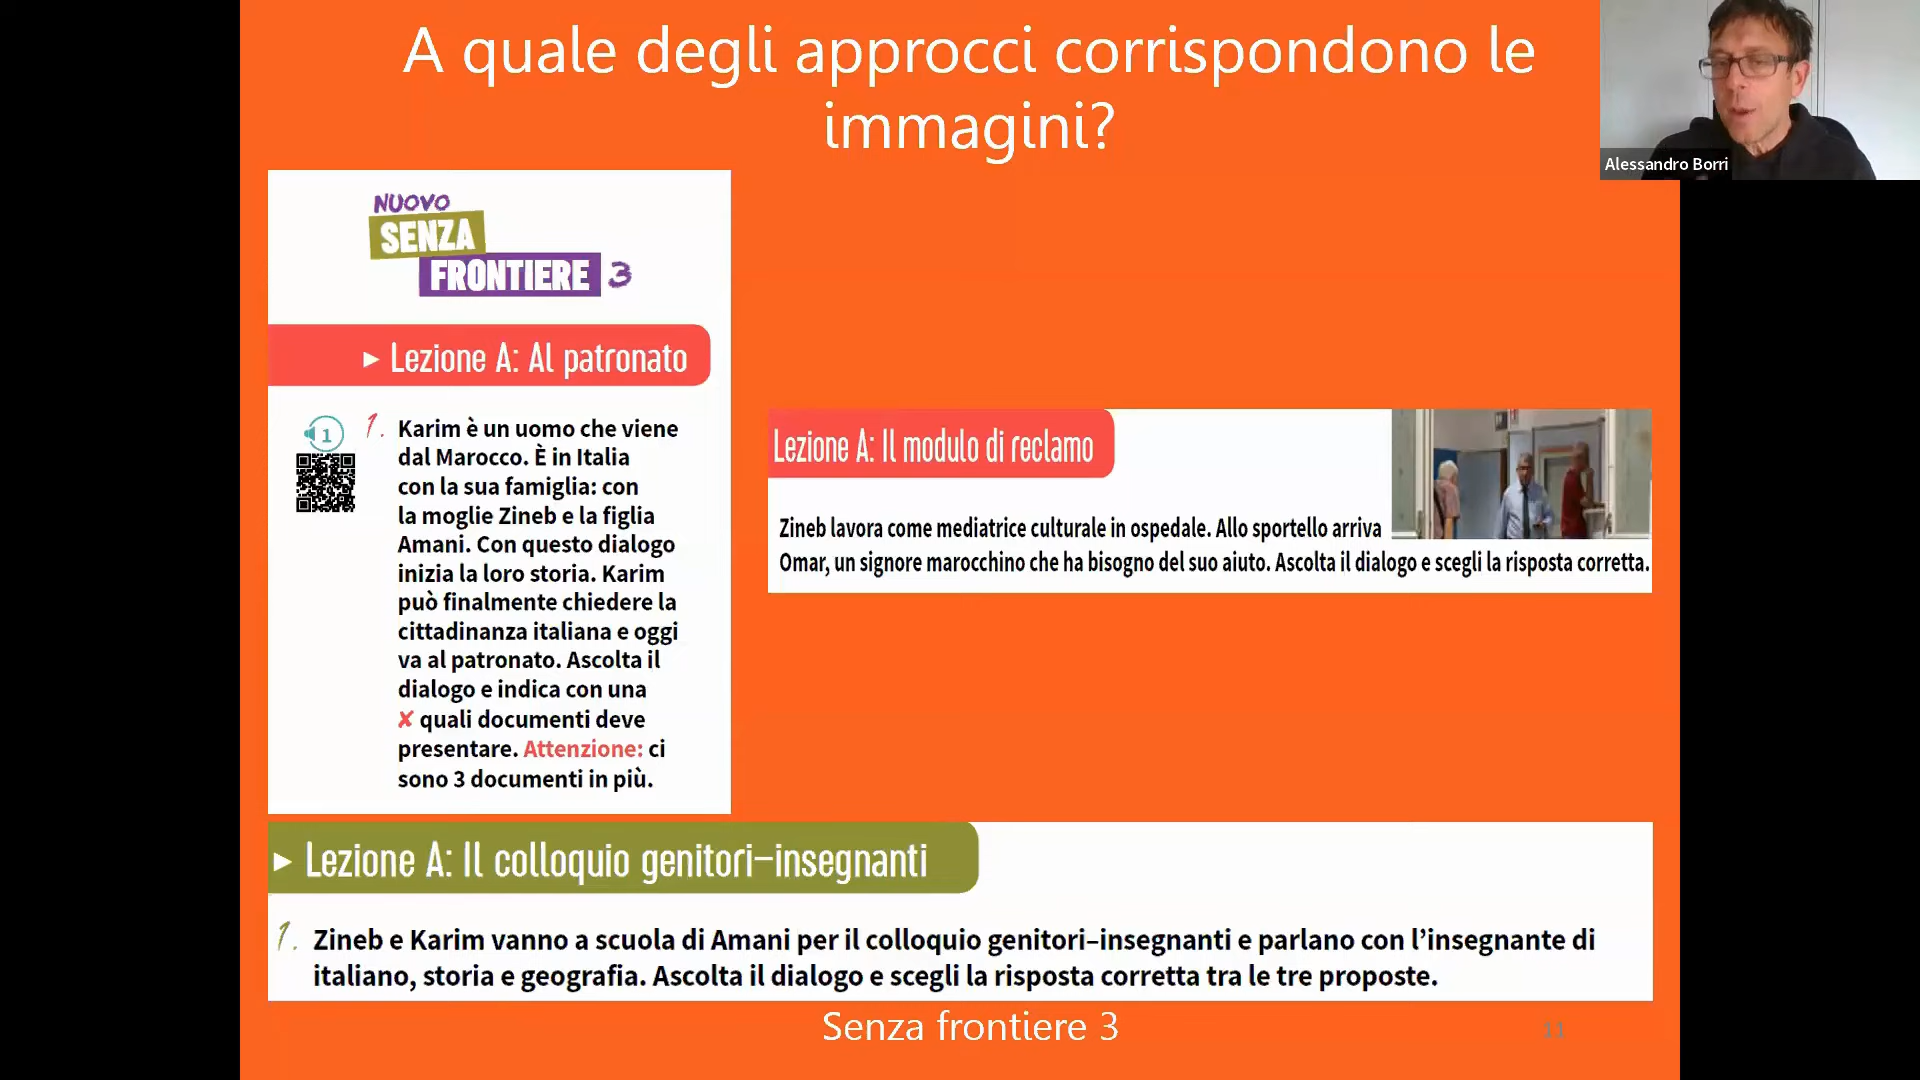 A quale degli approcci corrispondono le
immagini?
Alessandro Borri
NUOVO
SENZA
FRONTIERE 3
▸ Lezione A: Al patronato
1
1. Karim è un uomo che viene
dal Marocco. È in Italia
con la sua famiglia: con
la moglie Zineb e la figlia
Amani. Con questo dialogo
inizia la loro storia. Karim
può finalmente chiedere la
cittadinanza italiana e oggi
va al patronato. Ascolta il
dialogo e indica con una
✘ quali documenti deve
presentare. Attenzione: ci
sono 3 documenti in più.
Lezione A: Il modulo di reclamo
Zineb lavora come mediatrice culturale in ospedale. Allo sportello arriva
Omar, un signore marocchino che ha bisogno del suo aiuto. Ascolta il dialogo e scegli la risposta corretta.
▸ Lezione A: Il colloquio genitori–insegnanti
1. Zineb e Karim vanno a scuola di Amani per il colloquio genitori–insegnanti e parlano con l'insegnante di
italiano, storia e geografia. Ascolta il dialogo e scegli la risposta corretta tra le tre proposte.
Senza frontiere 3
11